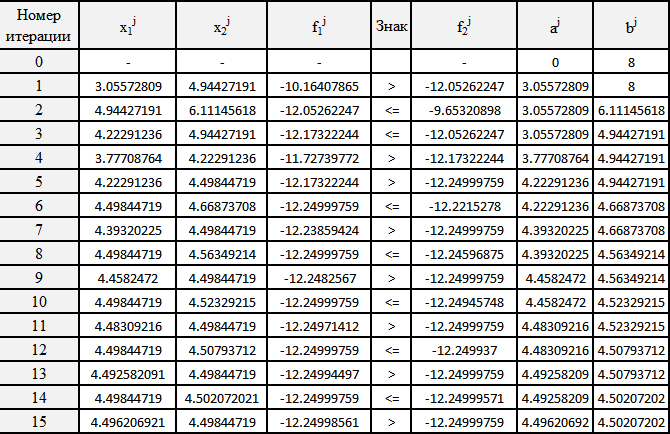 Номер итерации x₁ʲ x₂ʲ f₁ʲ Знак f₂ʲ aʲ bʲ
0 - - - - 0 8
1 3.05572809 4.94427191 -10.16407865 > -12.05262247 3.05572809 8
2 4.94427191 6.11145618 -12.05262247 <= -9.65320898 3.05572809 6.11145618
3 4.22291236 4.94427191 -12.17322244 <= -12.05262247 3.05572809 4.94427191
4 3.77708764 4.22291236 -11.72739772 > -12.17322244 3.77708764 4.94427191
5 4.22291236 4.49844719 -12.17322244 > -12.24999759 4.22291236 4.94427191
6 4.49844719 4.66873708 -12.24999759 <= -12.2215278 4.22291236 4.66873708
7 4.39320225 4.49844719 -12.23859424 > -12.24999759 4.39320225 4.66873708
8 4.49844719 4.56349214 -12.24999759 <= -12.24596875 4.39320225 4.56349214
9 4.4582472 4.49844719 -12.2482567 > -12.24999759 4.4582472 4.56349214
10 4.49844719 4.52329215 -12.24999759 <= -12.24945748 4.4582472 4.52329215
11 4.48309216 4.49844719 -12.24971412 > -12.24999759 4.48309216 4.52329215
12 4.49844719 4.50793712 -12.24999759 <= -12.249937 4.48309216 4.50793712
13 4.492582091 4.49844719 -12.24994497 > -12.24999759 4.49258209 4.50793712
14 4.49844719 4.502072021 -12.24999759 <= -12.24999571 4.49258209 4.50207202
15 4.496206921 4.49844719 -12.24998561 > -12.24999759 4.49620692 4.50207202